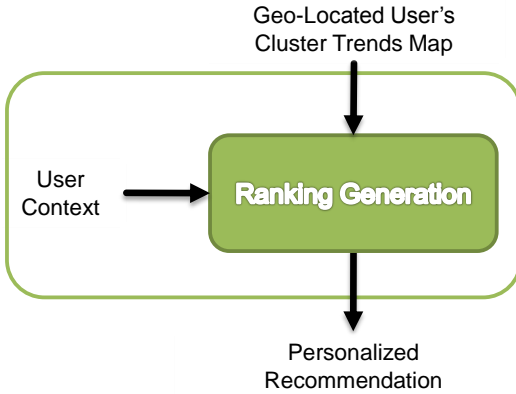 Geo-Located User’s
Cluster Trends Map
User
Context
Ranking Generation
Personalized
Recommendation